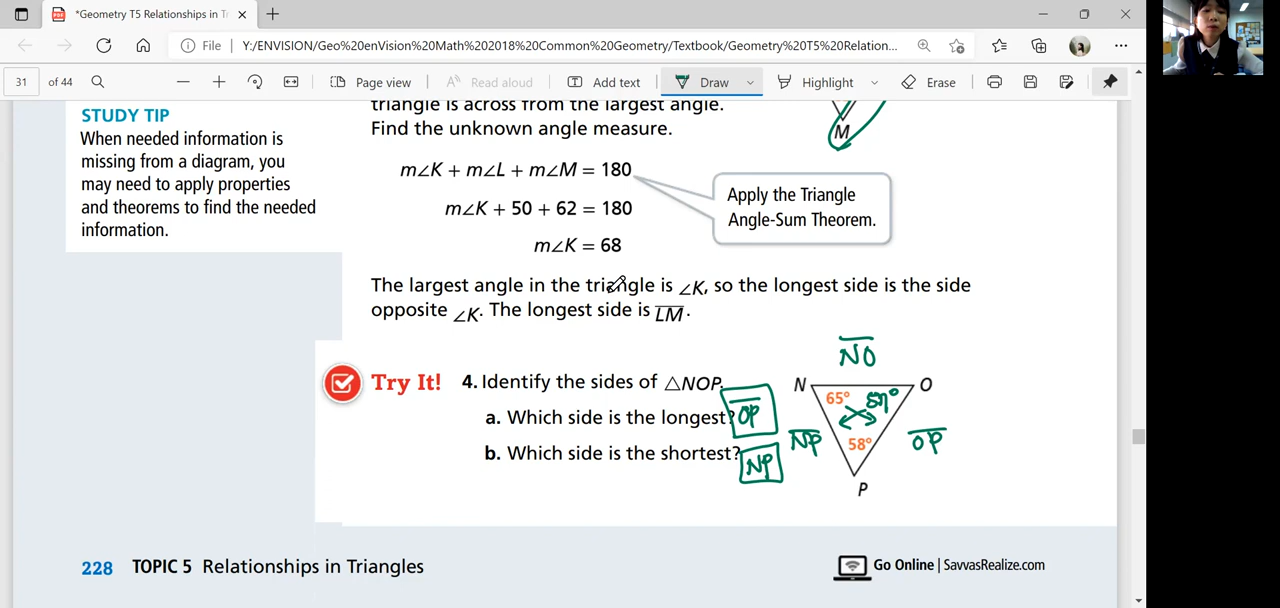 *Geometry T5 Relationships in Tr
File
Y:/ENVISION/Geo%20enVision%20Math%202018%20Common%20Geometry/Textbook/Geometry%20T5%20Relation...
31 of 44
Page view
Read aloud
Add text
Draw
Highlight
Erase
STUDY TIP
When needed information is
missing from a diagram, you
may need to apply properties
and theorems to find the needed
information.
triangle is across from the largest angle.
Find the unknown angle measure.
M
m∠K + m∠L + m∠M = 180
m∠K + 50 + 62 = 180
m∠K = 68
Apply the Triangle
Angle-Sum Theorem.
The largest angle in the triangle is ∠K, so the longest side is the side
opposite ∠K. The longest side is LM.
Try It!
4. Identify the sides of △NOP.
a. Which side is the longest? OP
b. Which side is the shortest? NP
NO
N
O
65°
57°
58°
NP
OP
P
228 TOPIC 5 Relationships in Triangles
Go Online | SavvasRealize.com